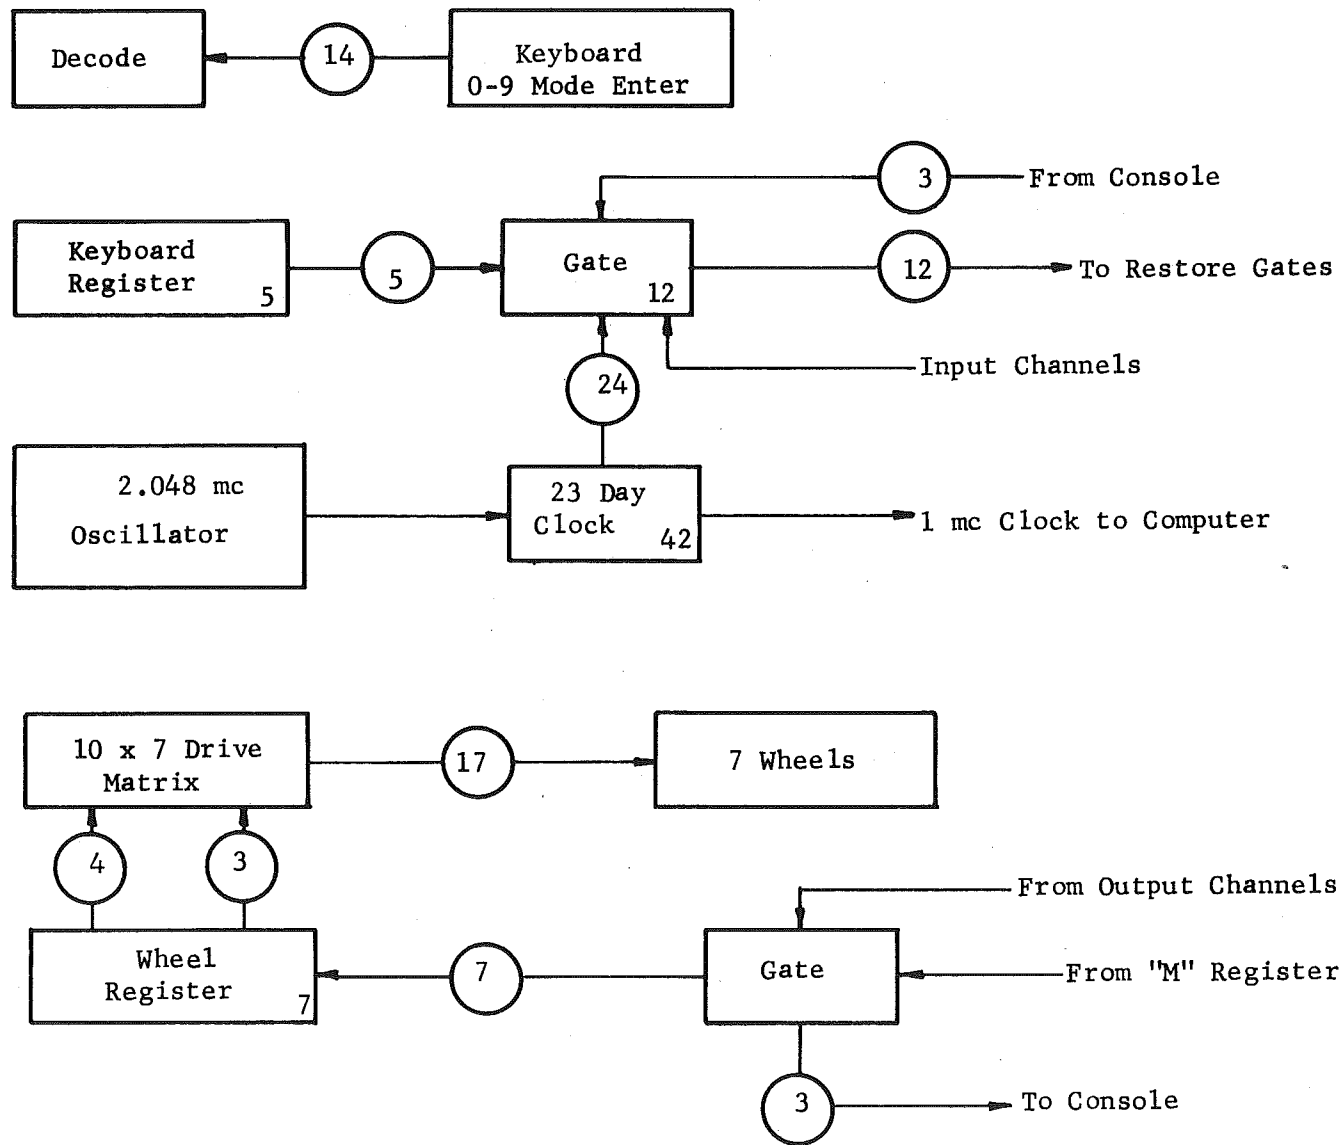 Decode
14
Keyboard
0-9 Mode Enter
3
From Console
Keyboard
Register
5
5
Gate
12
12
To Restore Gates
24
Input Channels
2.048 mc
Oscillator
23 Day
Clock
42
1 mc Clock to Computer
10 x 7 Drive
Matrix
17
7 Wheels
4
3
From Output Channels
Wheel
Register
7
7
Gate
From "M" Register
3
To Console